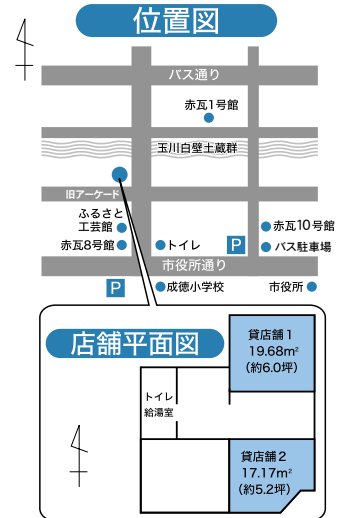 位置図
バス通り
赤瓦1号館
玉川白壁土蔵群
旧アーケード
ふるさと
工芸館
赤瓦8号館
トイレ
P
赤瓦10号館
バス駐車場
市役所通り
P
成徳小学校
市役所
店舗平面図
貸店舗1
19.68m²
(約6.0坪)
トイレ
給湯室
貸店舗2
17.17m²
(約5.2坪)